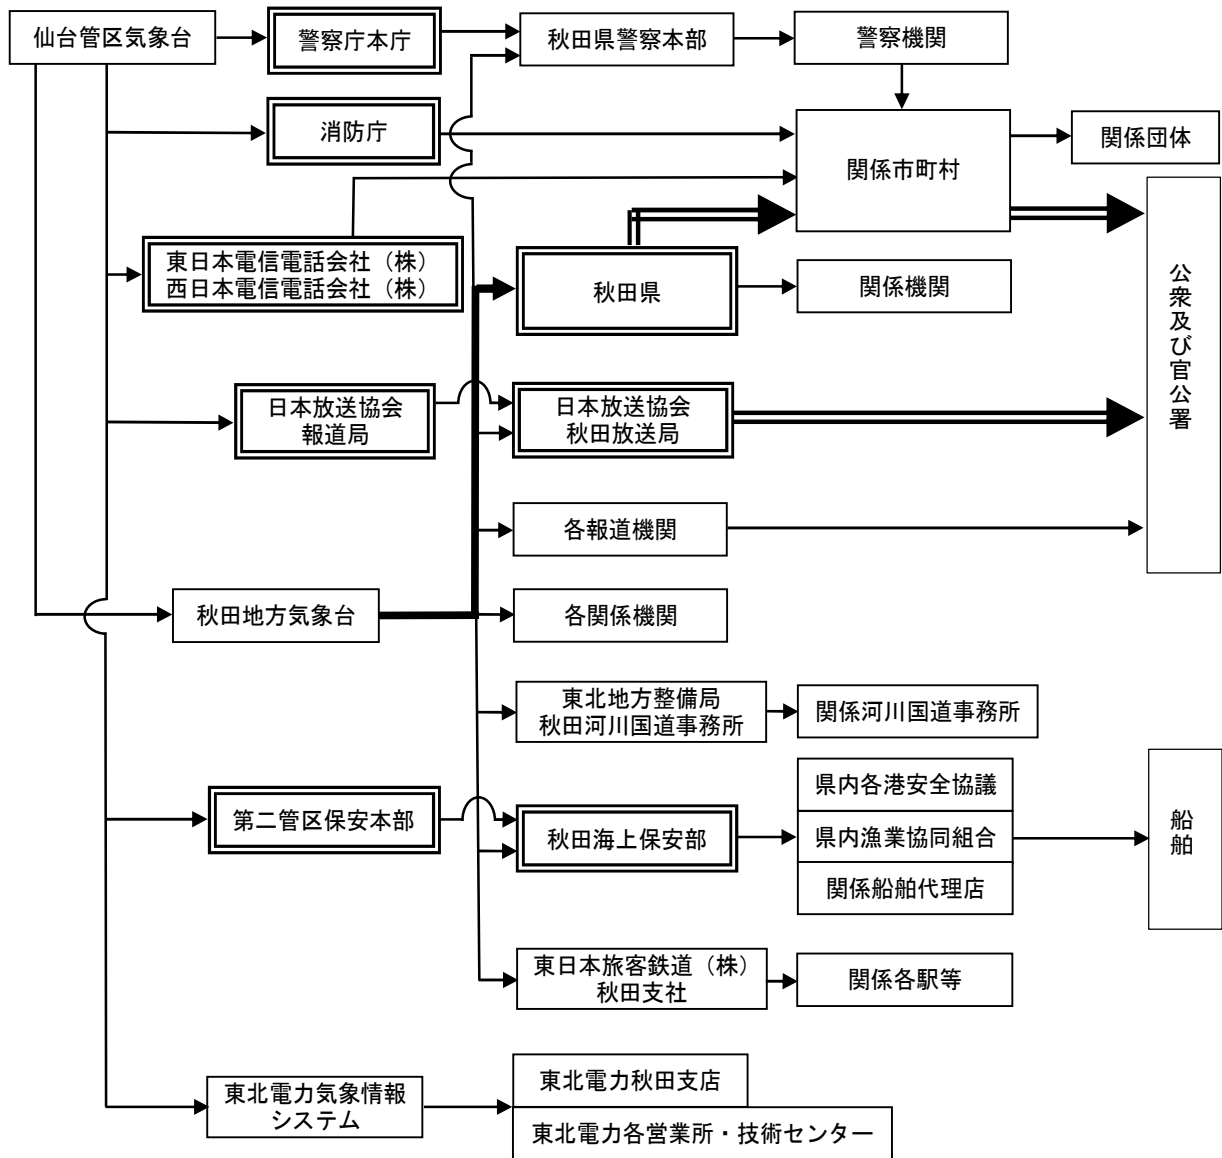 仙台管区気象台
警察庁本庁
秋田県警察本部
警察機関
消防庁
関係市町村
関係団体
東日本電信電話会社（株）
西日本電信電話会社（株）
秋田県
関係機関
公衆及び官公署
日本放送協会
報道局
日本放送協会
秋田放送局
各報道機関
秋田地方気象台
各関係機関
東北地方整備局
秋田河川国道事務所
関係河川国道事務所
第二管区保安本部
秋田海上保安部
県内各港安全協議
県内漁業協同組合
関係船舶代理店
船舶
東日本旅客鉄道（株）
秋田支社
関係各駅等
東北電力気象情報
システム
東北電力秋田支店
東北電力各営業所・技術センター